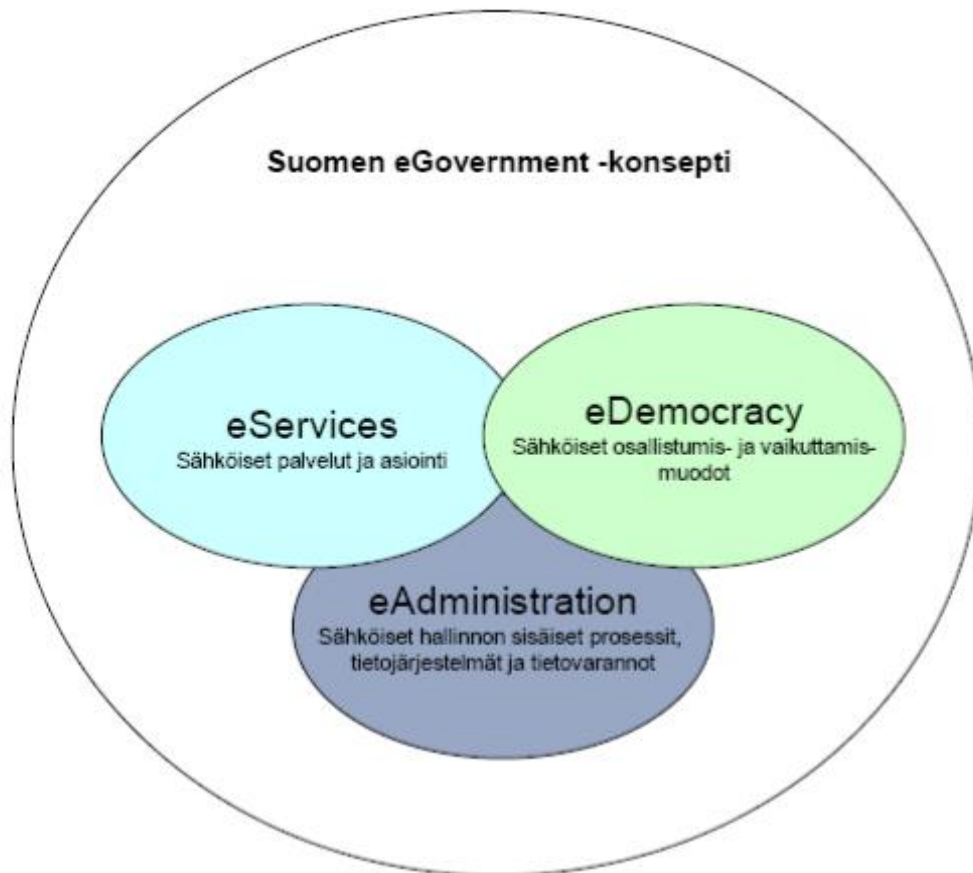 Suomen eGovernment -konsepti
eServices
Sähköiset palvelut ja asiointi
eDemocracy
Sähköiset osallistumis- ja vaikuttamis-
muodot
eAdministration
Sähköiset hallinnon sisäiset prosessit,
tietojärjestelmät ja tietovarannot